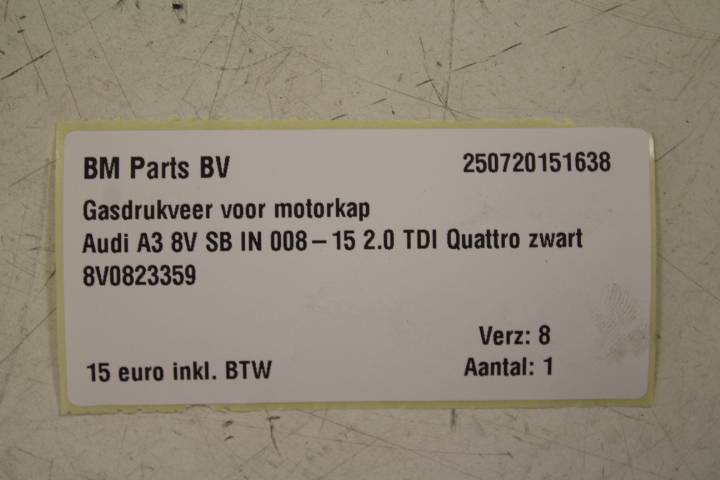 BM Parts BV 250720151638
Gasdrukveer voor motorkap
Audi A3 8V SB IN 008-15 2.0 TDI Quattro zwart
8V0823359
Verz: 8
15 euro inkl. BTW Aantal: 1